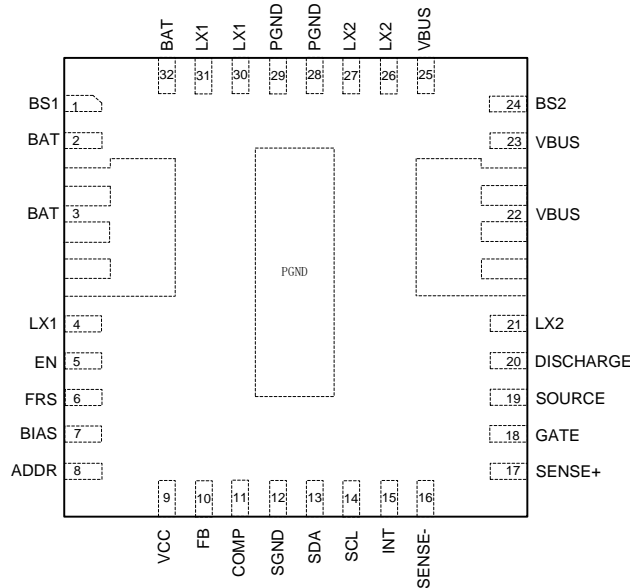 BAT LX1 LX1 PGND PGND LX2 LX2 VBUS
32 31 30 29 28 27 26 25
BS1 1 24 BS2
BAT 2 23 VBUS
BAT 3 22 VBUS
PGND
LX1 4 21 LX2
EN 5 20 DISCHARGE
FRS 6 19 SOURCE
BIAS 7 18 GATE
ADDR 8 17 SENSE+
9 10 11 12 13 14 15 16
VCC FB COMP SGND SDA SCL INT SENSE-